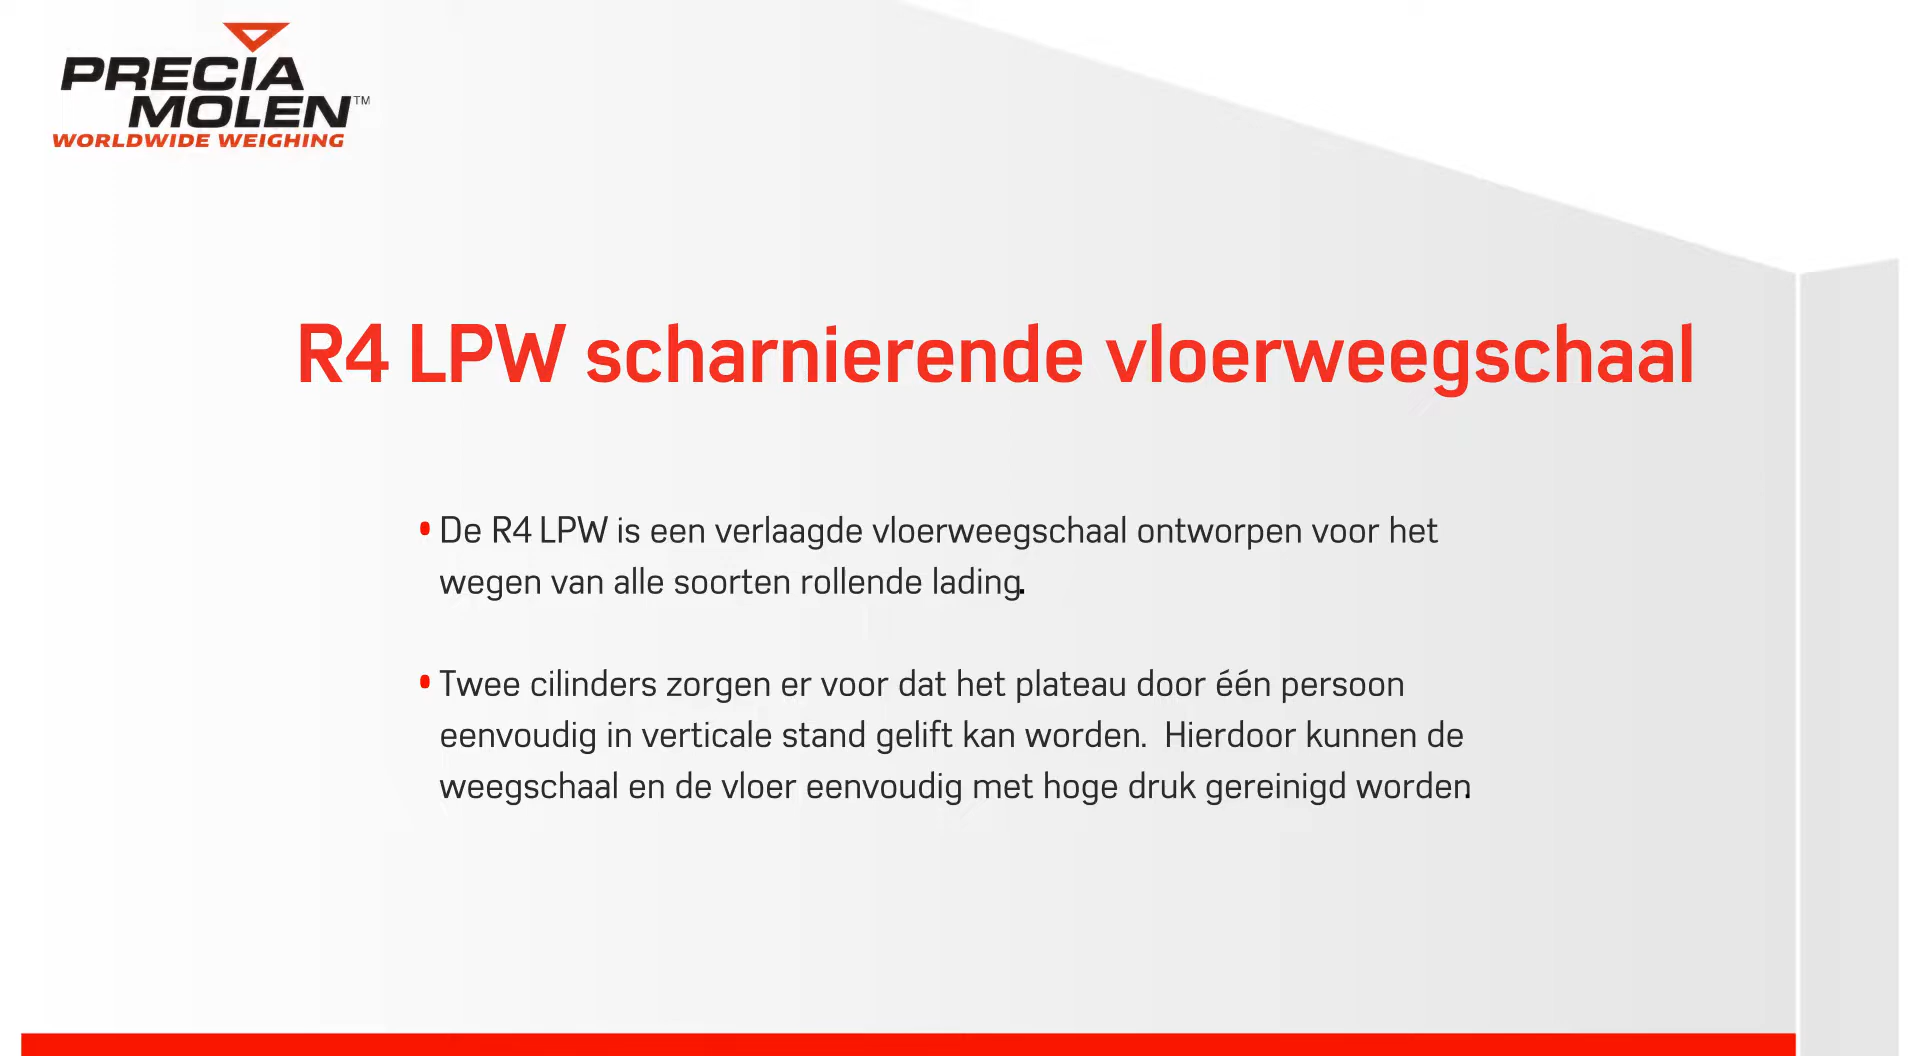 PRECIA
MOLEN™
WORLDWIDE WEIGHING
R4 LPW scharnierende vloerweegschaal
• De R4 LPW is een verlaagde vloerweegschaal ontworpen voor het
wegen van alle soorten rollende lading.
• Twee cilinders zorgen er voor dat het plateau door één persoon
eenvoudig in verticale stand gelift kan worden. Hierdoor kunnen de
weegschaal en de vloer eenvoudig met hoge druk gereinigd worden.